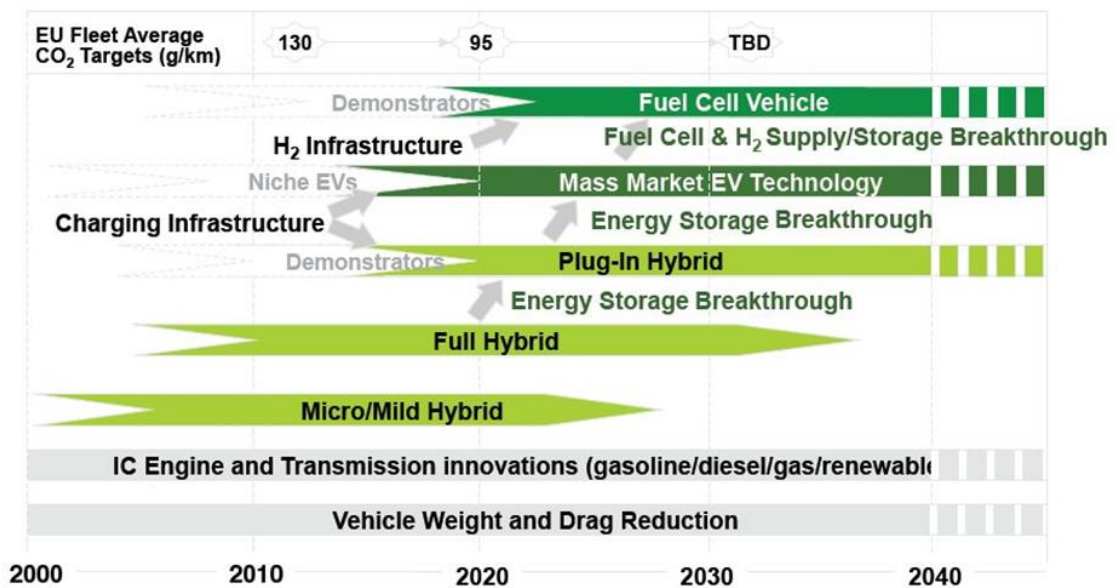 EU Fleet Average
CO₂ Targets (g/km)
130
95
TBD
Demonstrators
Fuel Cell Vehicle
Fuel Cell & H₂ Supply/Storage Breakthrough
H₂ Infrastructure
Niche EVs
Mass Market EV Technology
Charging Infrastructure
Energy Storage Breakthrough
Demonstrators
Plug-In Hybrid
Energy Storage Breakthrough
Full Hybrid
Micro/Mild Hybrid
IC Engine and Transmission innovations (gasoline/diesel/gas/renewable
Vehicle Weight and Drag Reduction
2000
2010
2020
2030
2040